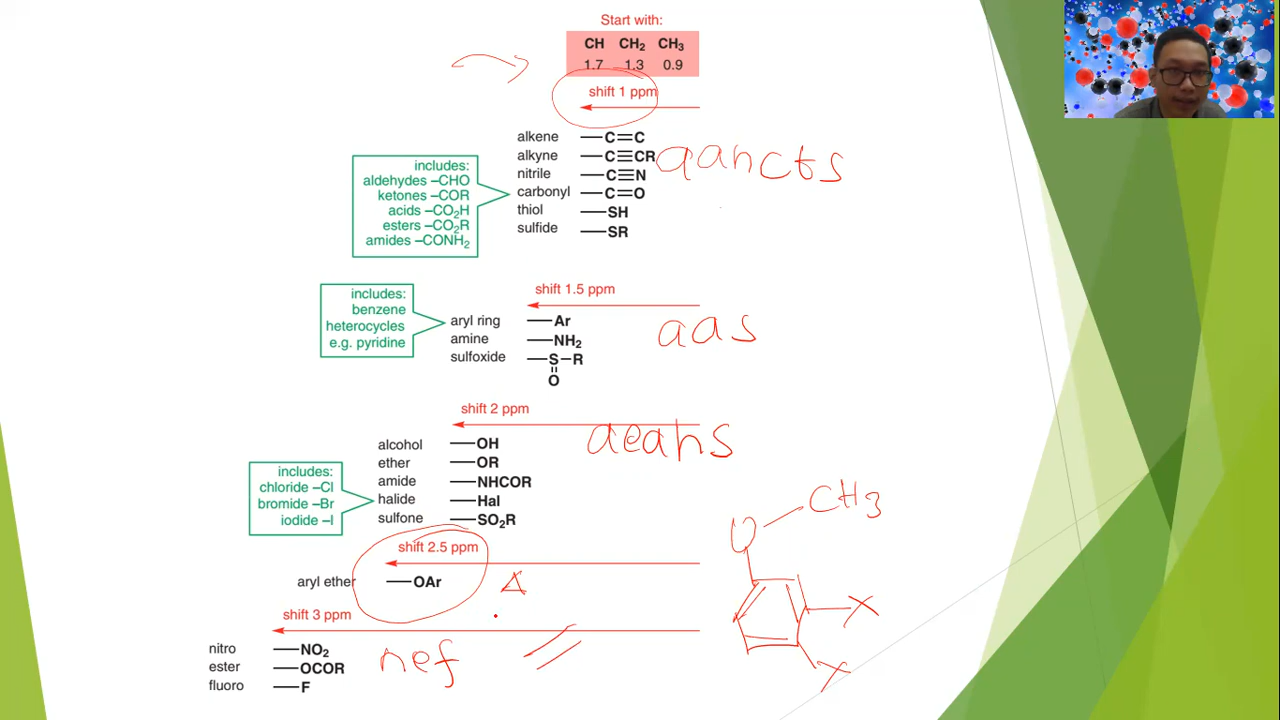 Start with:
CH CH₂ CH₃
1.7 1.3 0.9
shift 1 ppm
alkene —C=C
alkyne —C≡CR
nitrile —C≡N
carbonyl —C=O
thiol —SH
sulfide —SR
aancts
includes:
aldehydes –CHO
ketones –COR
acids –CO₂H
esters –CO₂R
amides –CONH₂
shift 1.5 ppm
aryl ring —Ar
amine —NH₂
sulfoxide —S–R
O
aas
includes:
benzene
heterocycles
e.g. pyridine
shift 2 ppm
alcohol —OH
ether —OR
amide —NHCOR
halide —Hal
sulfone —SO₂R
aeahs
includes:
chloride –Cl
bromide –Br
iodide –I
shift 2.5 ppm
aryl ether —OAr
shift 3 ppm
nitro —NO₂
ester —OCOR
fluoro —F
nef
CH3
O
X
X